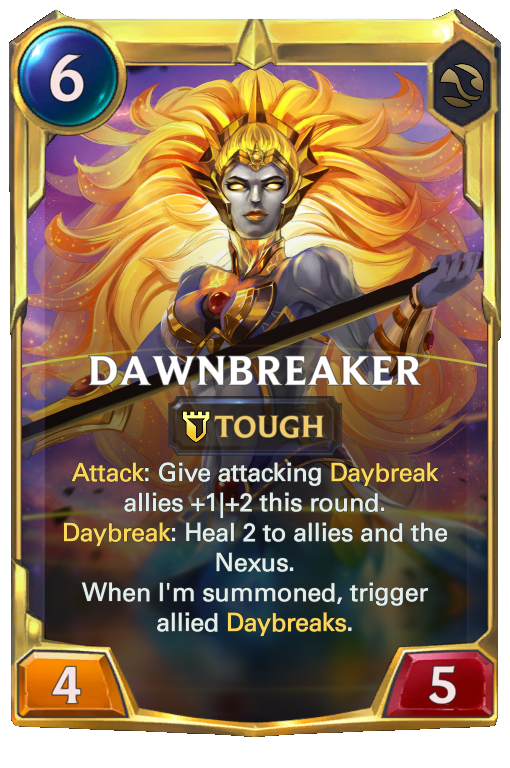 6
DAWNBREAKER
TOUGH
Attack: Give attacking Daybreak
allies +1|+2 this round.
Daybreak: Heal 2 to allies and the
Nexus.
When I'm summoned, trigger
allied Daybreaks.
4
5